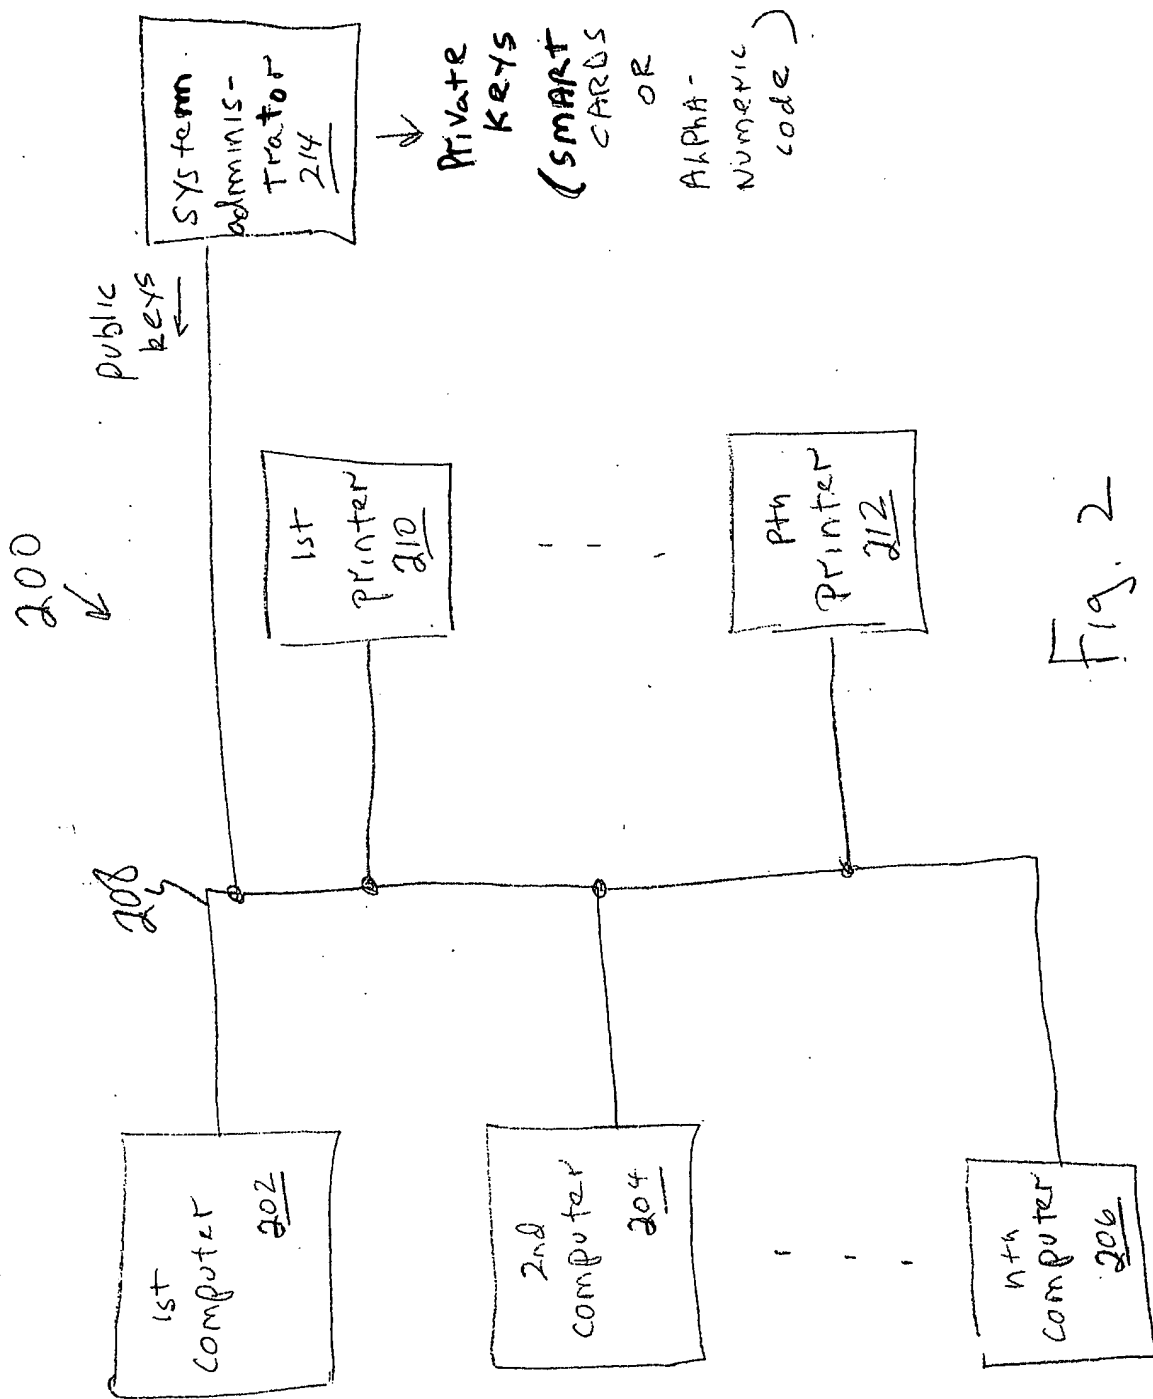 200
208
public
keys
system
adminis-
trator
214
Private
keys
(SMART
CARDS
OR
ALPHA-
NUMERIC
code)
1st
computer
202
2nd
computer
204
nth
computer
206
1st
printer
210
pth
printer
212
Fig. 2